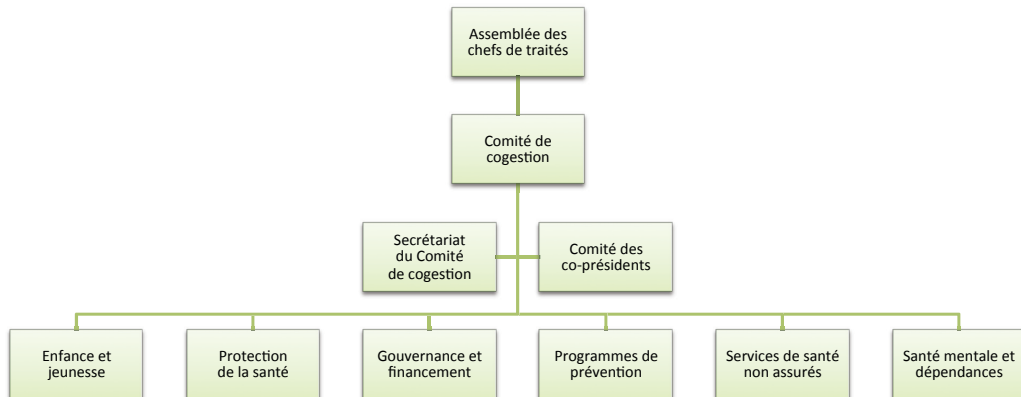 Assemblée des
chefs de traités
Comité de
cogestion
Secrétariat
du Comité
de cogestion
Comité des
co-présidents
Enfance et
jeunesse
Protection
de la santé
Gouvernance et
financement
Programmes de
prévention
Services de santé
non assurés
Santé mentale et
dépendances